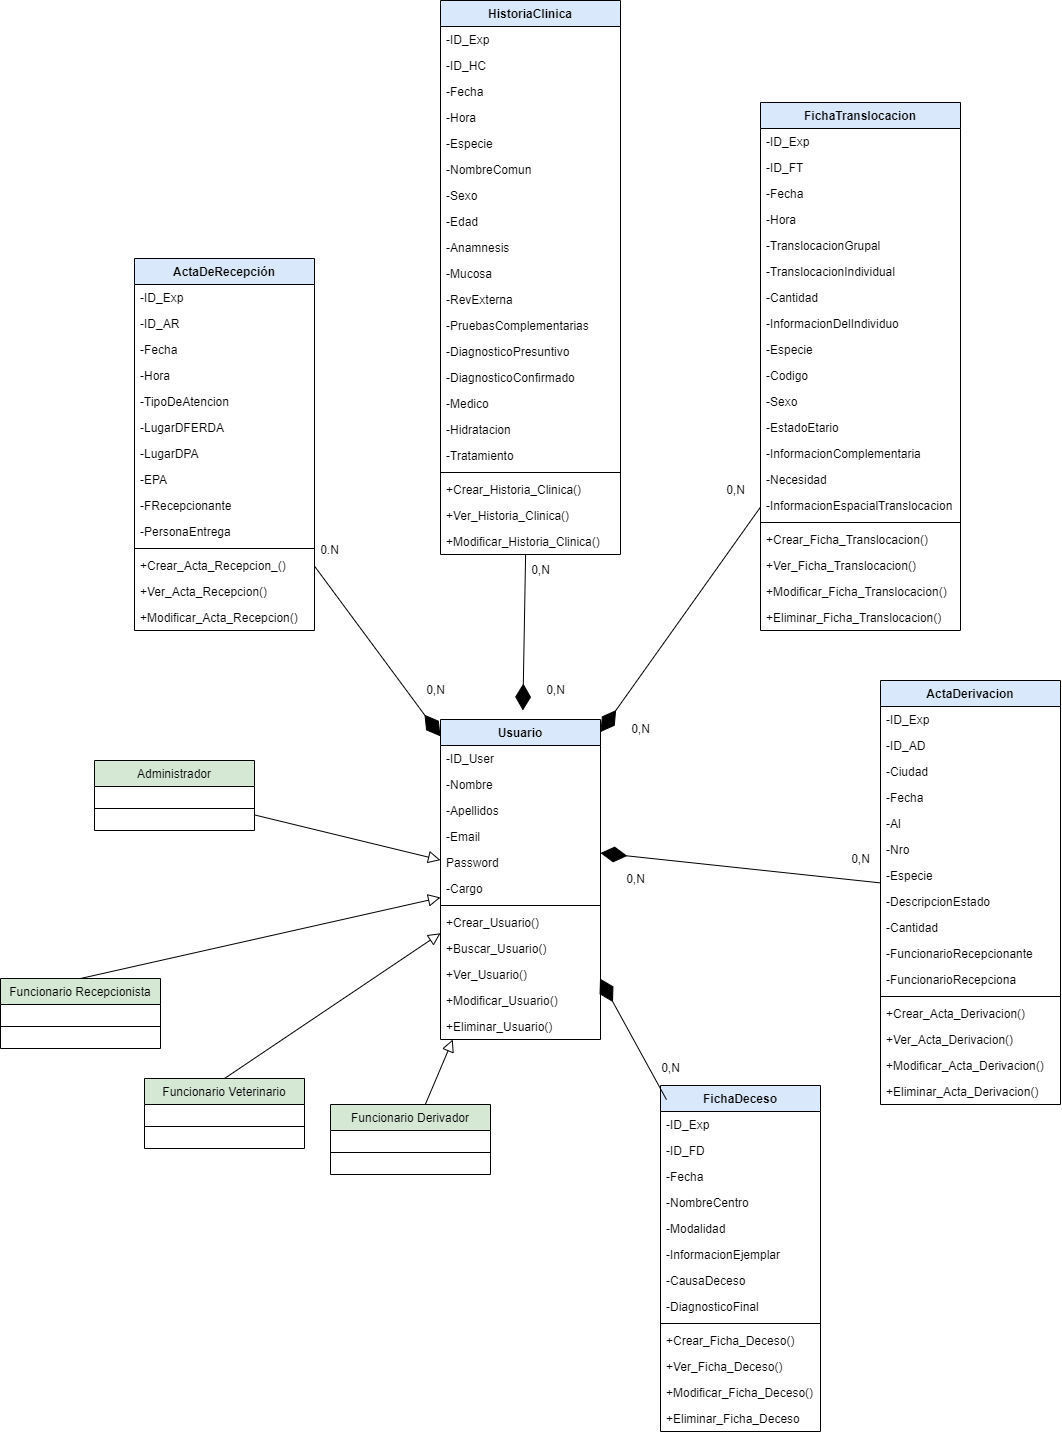 HistoriaClinica
-ID_Exp
-ID_HC
-Fecha
-Hora
-Especie
-NombreComun
-Sexo
-Edad
-Anamnesis
-Mucosa
-RevExterna
-PruebasComplementarias
-DiagnosticoPresuntivo
-DiagnosticoConfirmado
-Medico
-Hidratacion
-Tratamiento
+Crear_Historia_Clinica()
+Ver_Historia_Clinica()
+Modificar_Historia_Clinica()
0,N
0,N
FichaTranslocacion
-ID_Exp
-ID_FT
-Fecha
-Hora
-TranslocacionGrupal
-TranslocacionIndividual
-Cantidad
-InformacionDelIndividuo
-Especie
-Codigo
-Sexo
-EstadoEtario
-InformacionComplementaria
-Necesidad
-InformacionEspacialTranslocacion
+Crear_Ficha_Translocacion()
+Ver_Ficha_Translocacion()
+Modificar_Ficha_Translocacion()
+Eliminar_Ficha_Translocacion()
0,N
0,N
ActaDeRecepción
-ID_Exp
-ID_AR
-Fecha
-Hora
-TipoDeAtencion
-LugarDFERDA
-LugarDPA
-EPA
-FRecepcionante
-PersonaEntrega
+Crear_Acta_Recepcion_()
+Ver_Acta_Recepcion()
+Modificar_Acta_Recepcion()
0.N
0,N
Usuario
-ID_User
-Nombre
-Apellidos
-Email
Password
-Cargo
+Crear_Usuario()
+Buscar_Usuario()
+Ver_Usuario()
+Modificar_Usuario()
+Eliminar_Usuario()
ActaDerivacion
-ID_Exp
-ID_AD
-Ciudad
-Fecha
-Al
-Nro
-Especie
-DescripcionEstado
-Cantidad
-FuncionarioRecepcionante
-FuncionarioRecepciona
+Crear_Acta_Derivacion()
+Ver_Acta_Derivacion()
+Modificar_Acta_Derivacion()
+Eliminar_Acta_Derivacion()
0,N
0,N
Administrador
Funcionario Recepcionista
Funcionario Veterinario
Funcionario Derivador
0,N
FichaDeceso
-ID_Exp
-ID_FD
-Fecha
-NombreCentro
-Modalidad
-InformacionEjemplar
-CausaDeceso
-DiagnosticoFinal
+Crear_Ficha_Deceso()
+Ver_Ficha_Deceso()
+Modificar_Ficha_Deceso()
+Eliminar_Ficha_Deceso